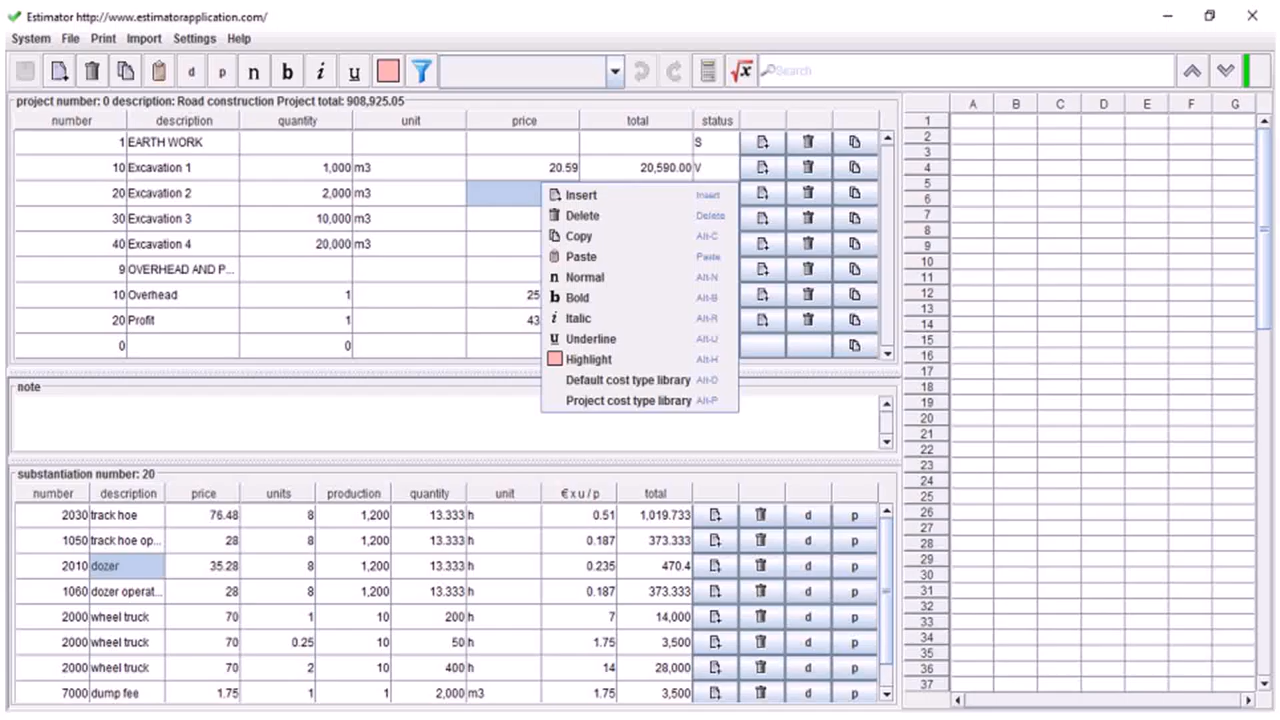 Estimator http://www.estimatorapplication.com/
System File Print Import Settings Help
d p n b i u √x Search
project number: 0 description: Road construction Project total: 908,925.05
number description quantity unit price total status
1 EARTH WORK S
10 Excavation 1 1,000 m3 20.59 20,590.00 V
20 Excavation 2 2,000 m3
30 Excavation 3 10,000 m3
40 Excavation 4 20,000 m3
9 OVERHEAD AND P...
10 Overhead 1 25
20 Profit 1 43
0 0
Insert Insert
Delete Delete
Copy Alt-C
Paste Paste
n Normal Alt-N
b Bold Alt-B
i Italic Alt-R
u Underline Alt-U
Highlight Alt-H
Default cost type library Alt-D
Project cost type library Alt-P
note
substantiation number: 20
number description price units production quantity unit € x u / p total
2030 track hoe 76.48 8 1,200 13.333 h 0.51 1,019.733 d p
1050 track hoe op... 28 8 1,200 13.333 h 0.187 373.333 d p
2010 dozer 35.28 8 1,200 13.333 h 0.235 470.4 d p
1060 dozer operat... 28 8 1,200 13.333 h 0.187 373.333 d p
2000 wheel truck 70 1 10 200 h 7 14,000 d p
2000 wheel truck 70 0.25 10 50 h 1.75 3,500 d p
2000 wheel truck 70 2 10 400 h 14 28,000 d p
7000 dump fee 1.75 1 1 2,000 m3 1.75 3,500 d p
A B C D E F G
1
2
3
4
5
6
7
8
9
10
11
12
13
14
15
16
17
18
19
20
21
22
23
24
25
26
27
28
29
30
31
32
33
34
35
36
37